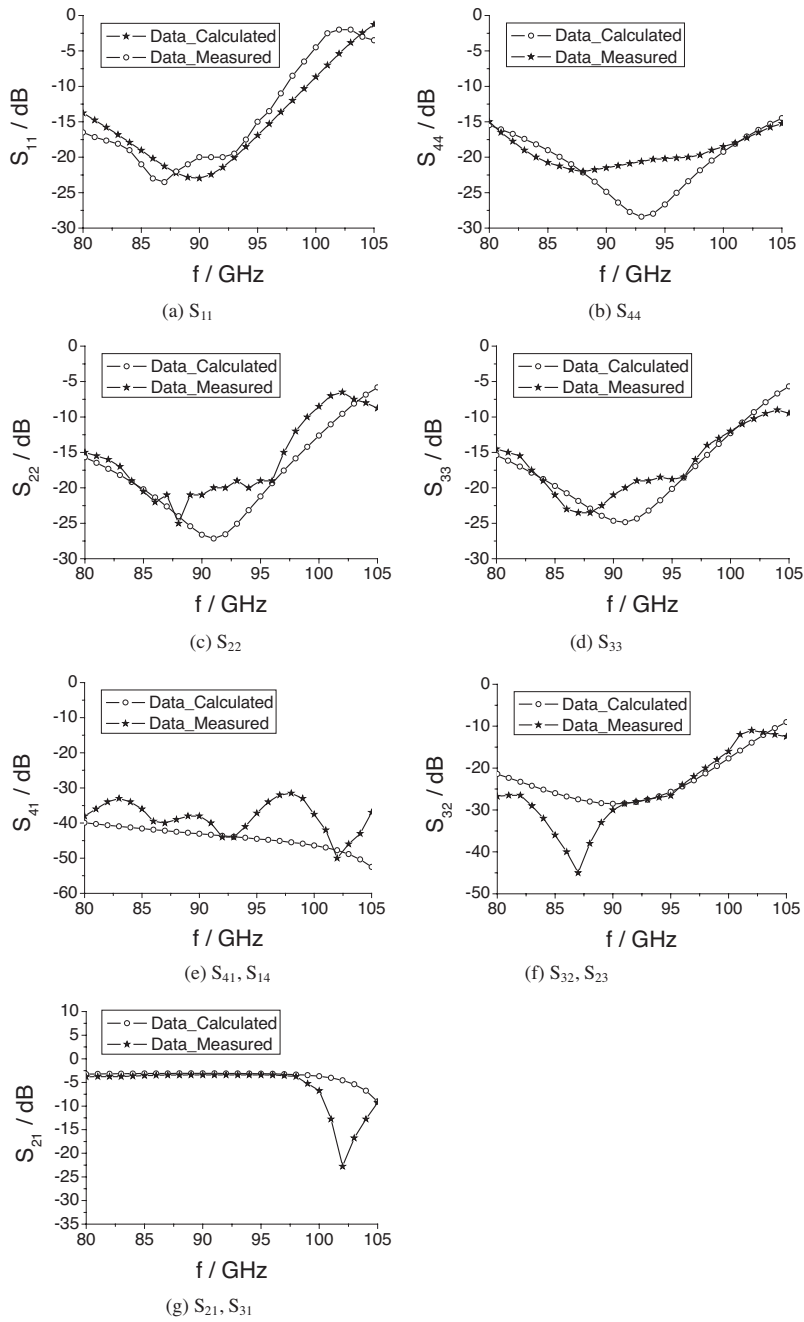 0
-5
-10
-15
-20
-25
-30
S11 / dB
Data_Calculated
Data_Measured
80 85 90 95 100 105
f / GHz
(a) S11
0
-5
-10
-15
-20
-25
-30
S44 / dB
Data_Calculated
Data_Measured
80 85 90 95 100 105
f / GHz
(b) S44
0
-5
-10
-15
-20
-25
-30
S22 / dB
Data_Calculated
Data_Measured
80 85 90 95 100 105
f / GHz
(c) S22
0
-5
-10
-15
-20
-25
-30
S33 / dB
Data_Calculated
Data_Measured
80 85 90 95 100 105
f / GHz
(d) S33
0
-10
-20
-30
-40
-50
-60
S41 / dB
Data_Calculated
Data_Measured
80 85 90 95 100 105
f / GHz
(e) S41, S14
0
-10
-20
-30
-40
-50
S32 / dB
Data_Calculated
Data_Measured
80 85 90 95 100 105
f / GHz
(f) S32, S23
10
5
0
-5
-10
-15
-20
-25
-30
-35
S21 / dB
Data_Calculated
Data_Measured
80 85 90 95 100 105
f / GHz
(g) S21, S31